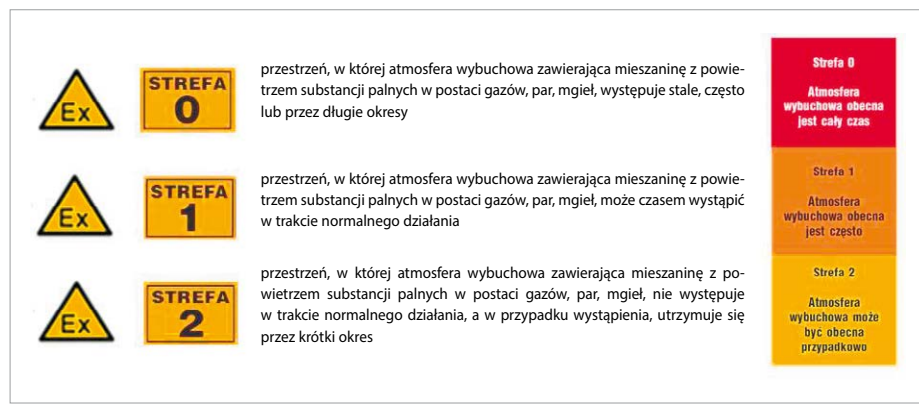 Ex
STREFA
0
przestrzeń, w której atmosfera wybuchowa zawierająca mieszaninę z powie-
trzem substancji palnych w postaci gazów, par, mgieł, występuje stale, często
lub przez długie okresy
Ex
STREFA
1
przestrzeń, w której atmosfera wybuchowa zawierająca mieszaninę z powie-
trzem substancji palnych w postaci gazów, par, mgieł, może czasem wystąpić
w trakcie normalnego działania
Ex
STREFA
2
przestrzeń, w której atmosfera wybuchowa zawierająca mieszaninę z po-
wietrzem substancji palnych w postaci gazów, par, mgieł, nie występuje
w trakcie normalnego działania, a w przypadku wystąpienia, utrzymuje się
przez krótki okres
Strefa 0
Atmosfera
wybuchowa obecna
jest cały czas
Strefa 1
Atmosfera
wybuchowa obecna
jest często
Strefa 2
Atmosfera
wybuchowa może
być obecna
przypadkowo